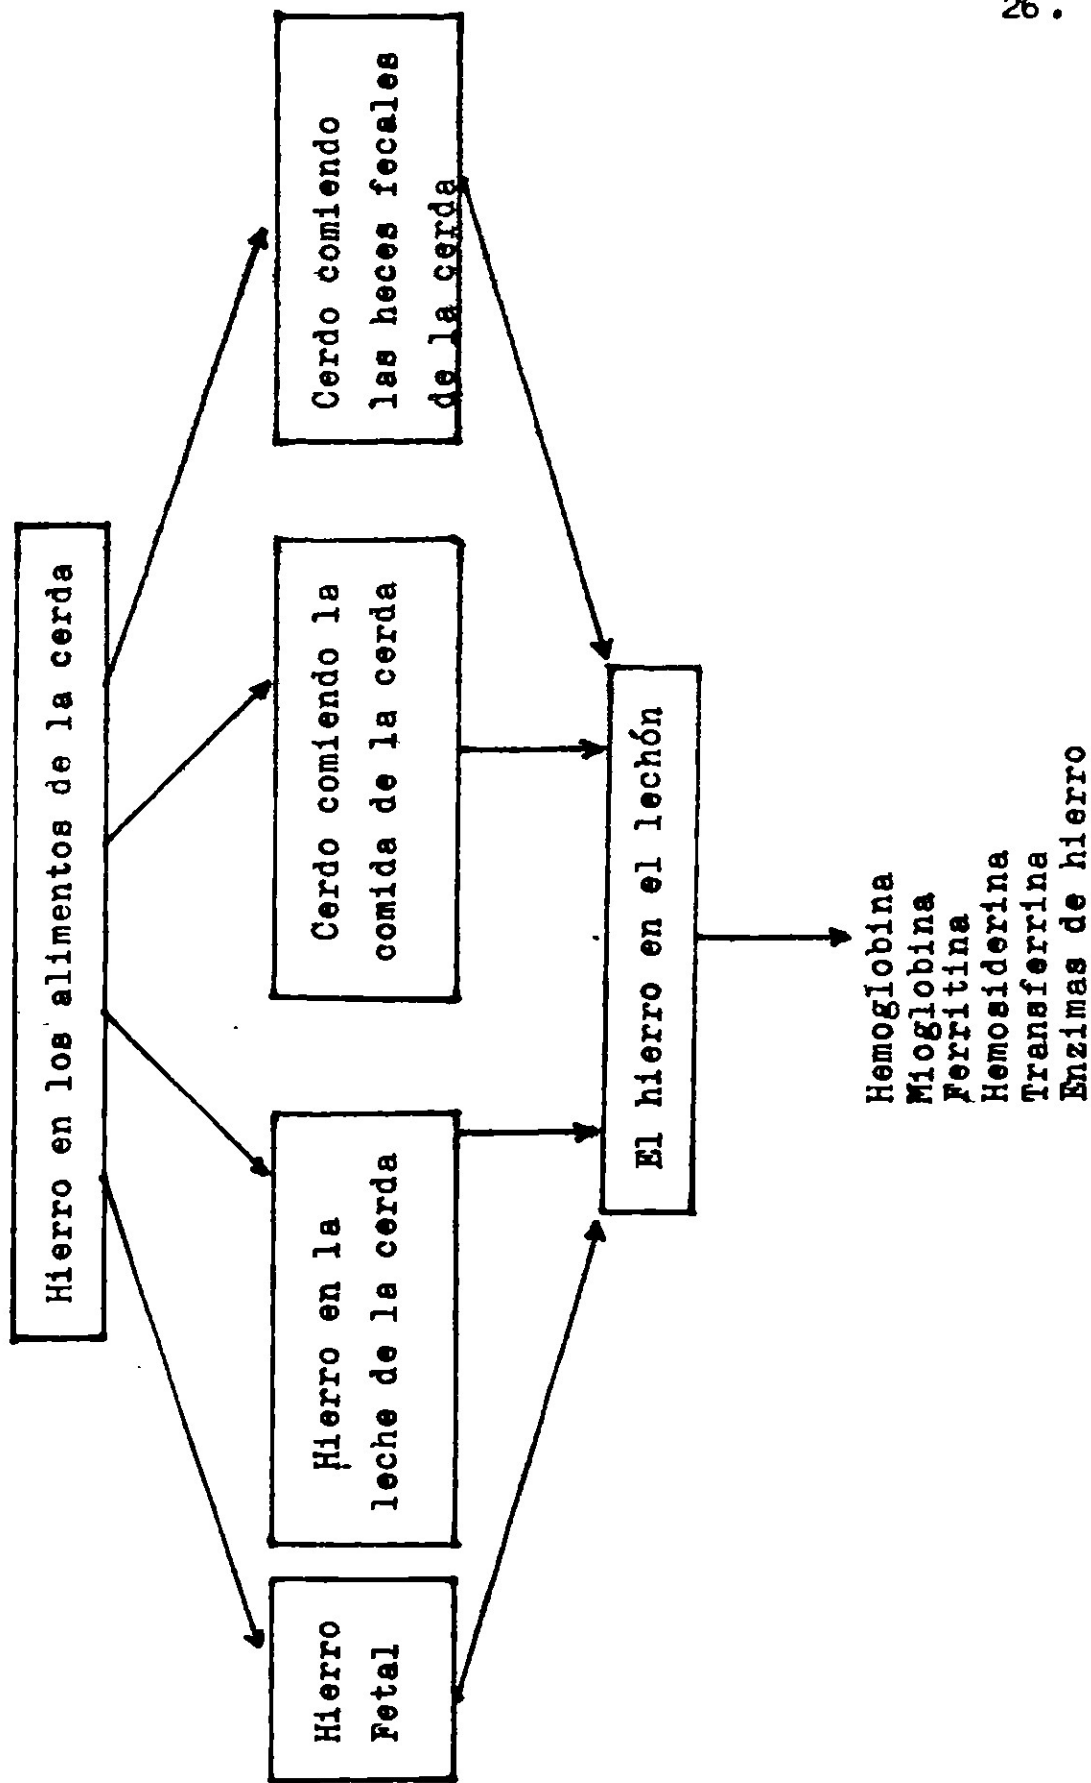 26.
Hierro en los alimentos de la cerda
Hierro
Fetal
Hierro en la
leche de la cerda
Cerdo comiendo la
comida de la cerda
Cerdo comiendo
las heces fecales
de la cerda
El hierro en el lechón
Hemoglobina
Mioglobina
Ferritina
Hemosiderina
Transferrina
Enzimas de hierro